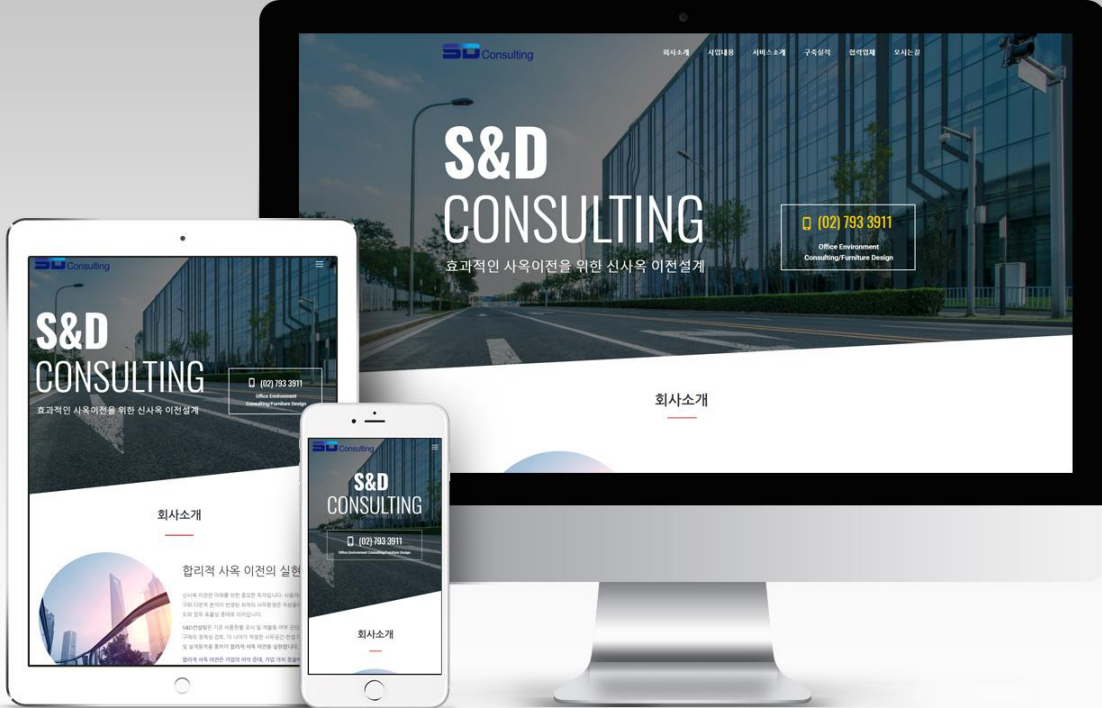 SD Consulting
회사소개 사업내용 서비스소개 구축실적 협력업체 오시는길
S&D
CONSULTING
효과적인 사옥이전을 위한 신사옥 이전설계
(02) 793 3911
Office Environment
Consulting/Furniture Design
회사소개
SD Consulting
S&D
CONSULTING
효과적인 사옥이전을 위한 신사옥 이전설계
(02) 793 3911
Office Environment
Consulting/Furniture Design
회사소개
합리적 사옥 이전의 실현
SD Consulting
S&D
CONSULTING
(02) 793 3911
Office Environment Consulting/Furniture Design
회사소개